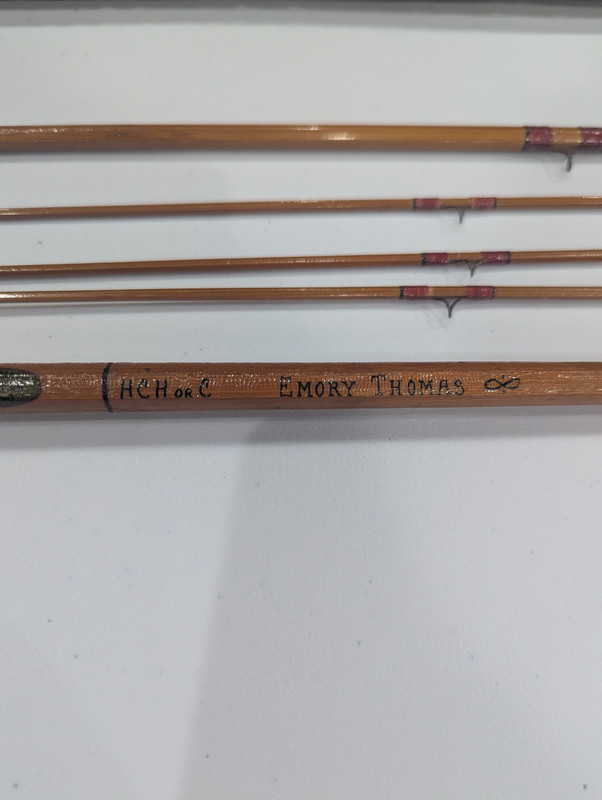 HCH OR C EMORY THOMAS